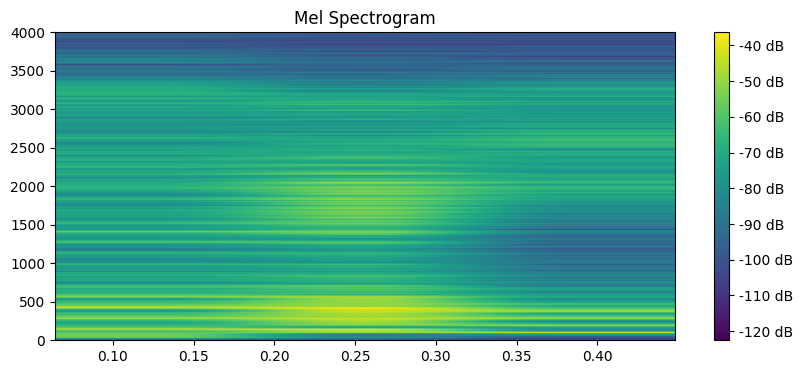 Mel Spectrogram
4000
3500
3000
2500
2000
1500
1000
500
0
0.10 0.15 0.20 0.25 0.30 0.35 0.40
-40 dB
-50 dB
-60 dB
-70 dB
-80 dB
-90 dB
-100 dB
-110 dB
-120 dB